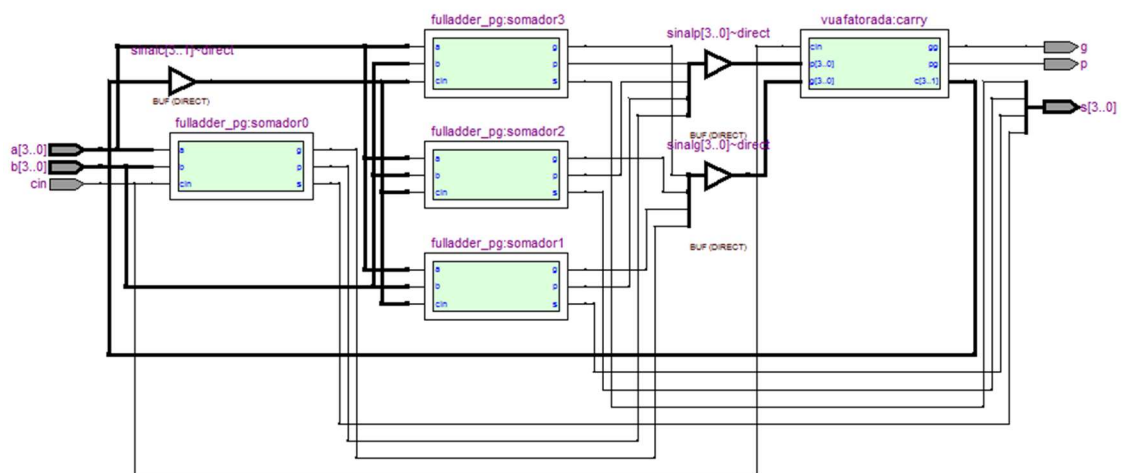 fulladder_pg:somador3
vuafatorada:carry
sinalc[3..1]~direct
sinalp[3..0]~direct
a
b
cin
g
p
s
cin
p[3..0]
g[3..0]
gg
pg
c[3..1]
g
p
BUF (DIRECT)
s[3..0]
fulladder_pg:somador0
fulladder_pg:somador2
BUF (DIRECT)
sinalg[3..0]~direct
a[3..0]
b[3..0]
cin
a
b
cin
g
p
s
a
b
cin
g
p
s
fulladder_pg:somador1
BUF (DIRECT)
a
b
cin
g
p
s